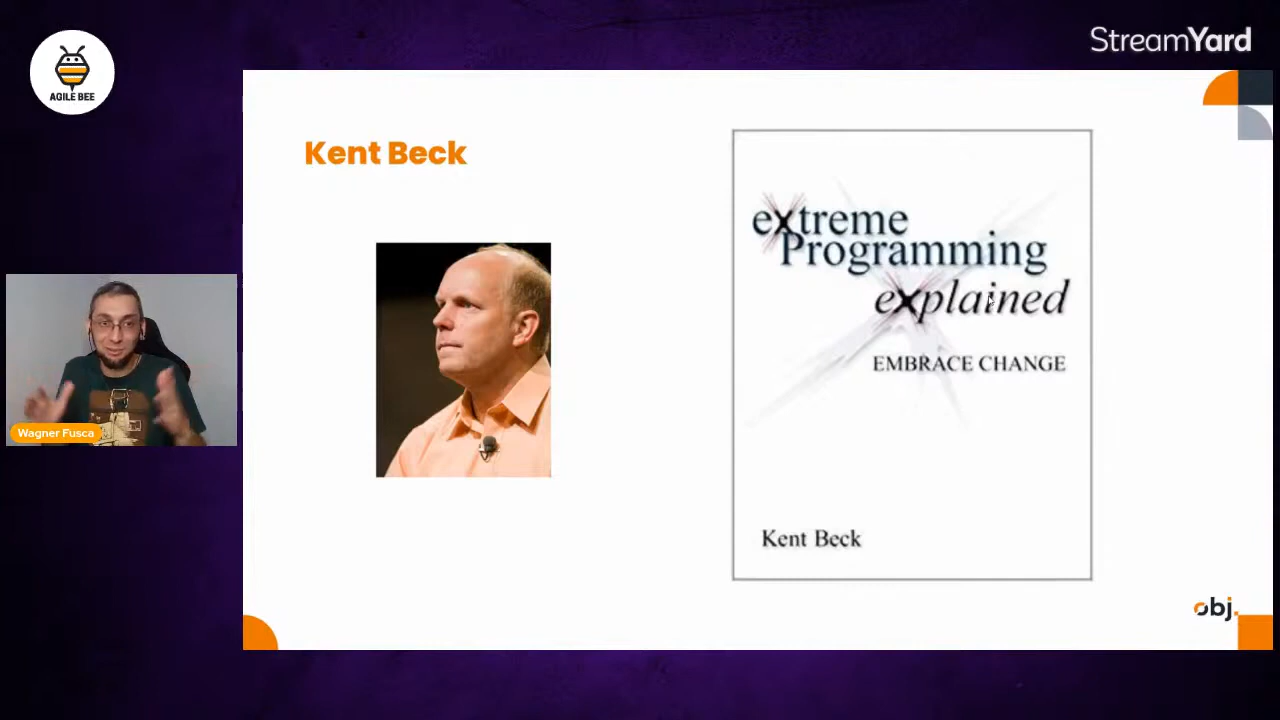 AGILE BEE
StreamYard
Kent Beck
extreme
Programming
explained
EMBRACE CHANGE
Kent Beck
Wagner Fusca
obj.